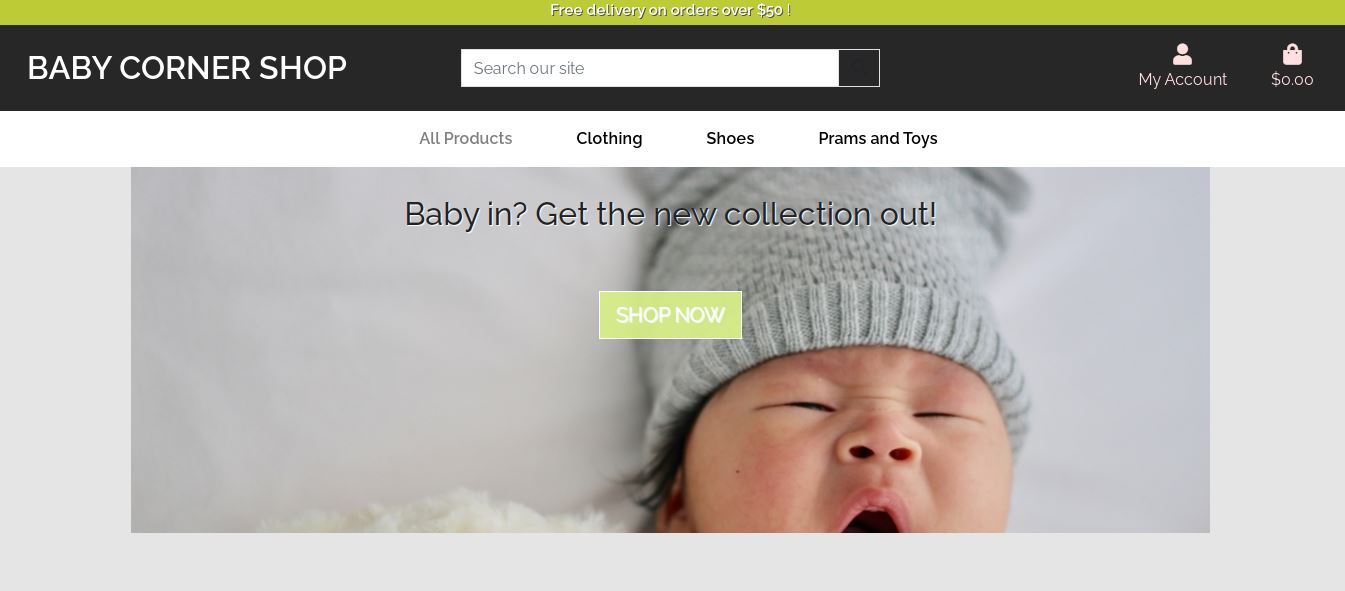 Free delivery on orders over $50 !
BABY CORNER SHOP
Search our site
My Account
$0.00
All Products
Clothing
Shoes
Prams and Toys
Baby in? Get the new collection out!
SHOP NOW